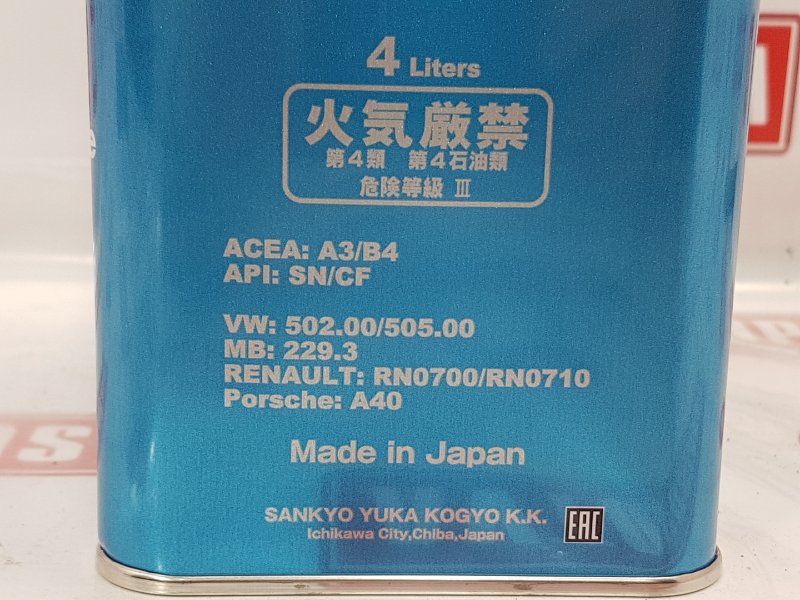 4 Liters
火気厳禁
第4類 第4石油類
危険等級 Ⅲ
ACEA: A3/B4
API: SN/CF
VW: 502.00/505.00
MB: 229.3
RENAULT: RN0700/RN0710
Porsche: A40
Made in Japan
SANKYO YUKA KOGYO K.K.
Ichikawa City,Chiba,Japan
EAC